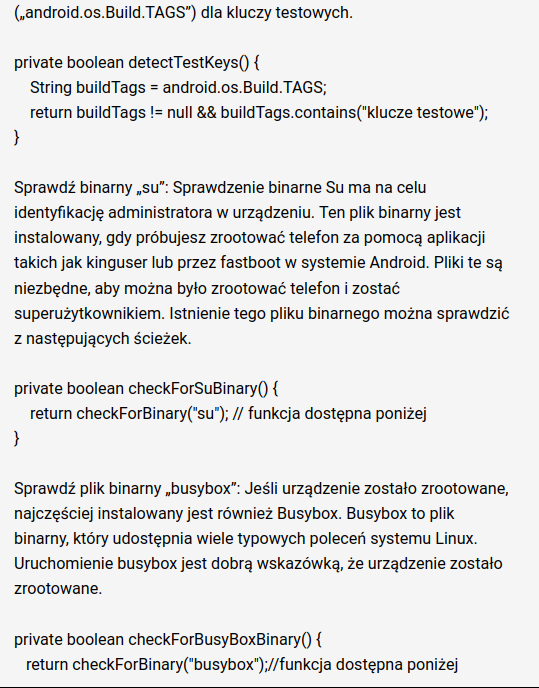 („android.os.Build.TAGS”) dla kluczy testowych.
private boolean detectTestKeys() {
String buildTags = android.os.Build.TAGS;
return buildTags != null && buildTags.contains("klucze testowe");
}
Sprawdź binarny „su”: Sprawdzenie binarne Su ma na celu
identyfikację administratora w urządzeniu. Ten plik binarny jest
instalowany, gdy próbujesz zrootować telefon za pomocą aplikacji
takich jak kinguser lub przez fastboot w systemie Android. Pliki te są
niezbędne, aby można było zrootować telefon i zostać
superużytkownikiem. Istnienie tego pliku binarnego można sprawdzić
z następujących ścieżek.
private boolean checkForSuBinary() {
return checkForBinary("su"); // funkcja dostępna poniżej
}
Sprawdź plik binarny „busybox”: Jeśli urządzenie zostało zrootowane,
najczęściej instalowany jest również Busybox. Busybox to plik
binarny, który udostępnia wiele typowych poleceń systemu Linux.
Uruchomienie busybox jest dobrą wskazówką, że urządzenie zostało
zrootowane.
private boolean checkForBusyBoxBinary() {
return checkForBinary("busybox");//funkcja dostępna poniżej